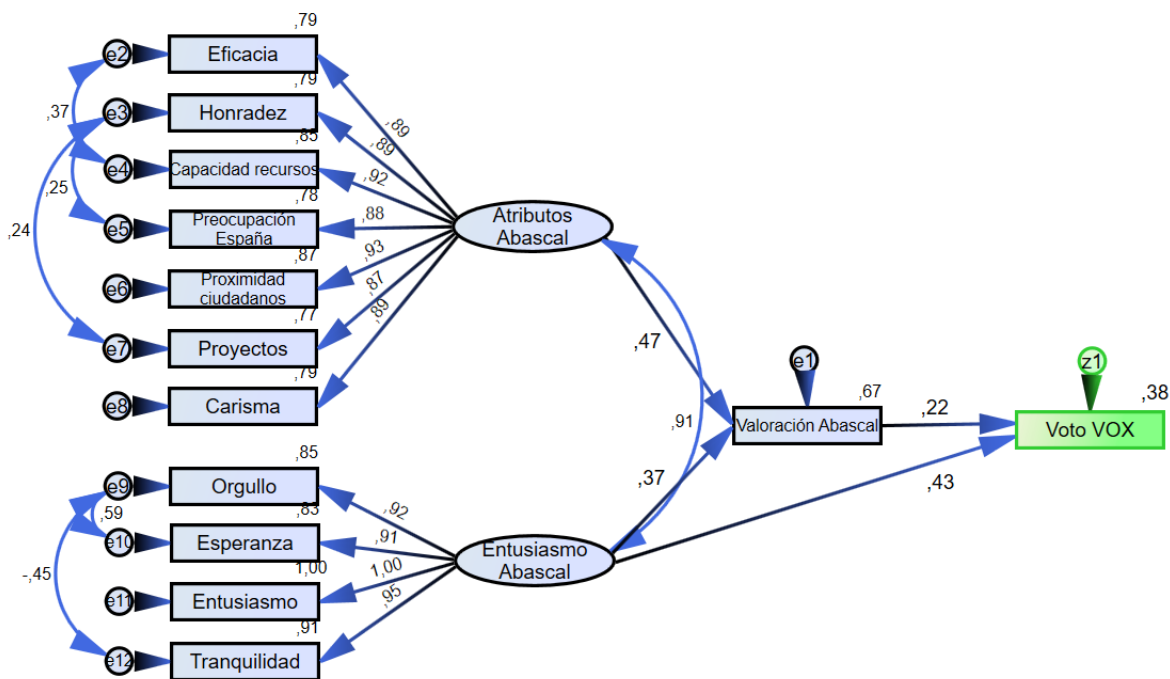 ,79
e2
Eficacia
,79
e3
Honradez
,37
,89
,89
,85
e4
Capacidad recursos
,92
,25
,78
e5
Preocupación
España
,88
Atributos
Abascal
,24
,87
,93
e6
Proximidad
ciudadanos
,87
,77
e7
Proyectos
,89
,79
e8
Carisma
,47
e1
z1
,67
,38
Valoración Abascal
,22
Voto VOX
,91
,85
e9
Orgullo
,37
,43
,59
,83
,92
e10
Esperanza
,91
Entusiasmo
Abascal
-,45
1,00
1,00
e11
Entusiasmo
,95
,91
e12
Tranquilidad